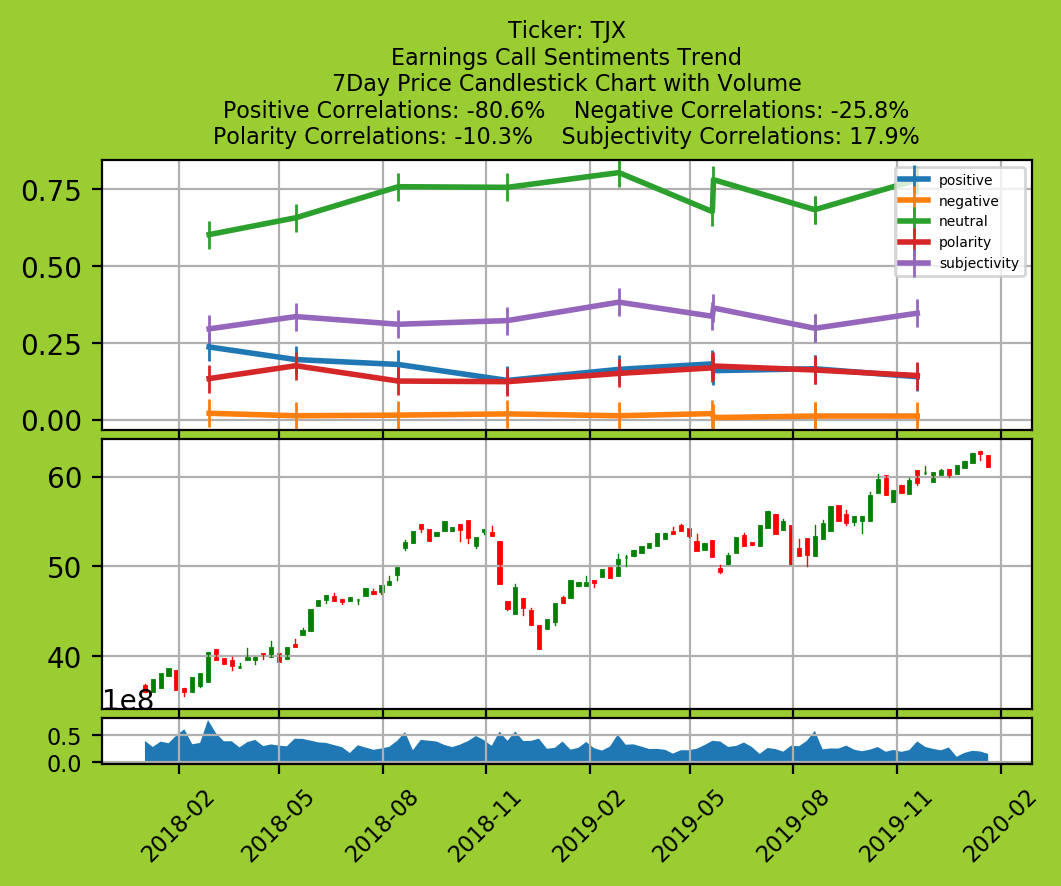 Ticker: TJX
Earnings Call Sentiments Trend
7Day Price Candlestick Chart with Volume
Positive Correlations: -80.6%    Negative Correlations: -25.8%
Polarity Correlations: -10.3%    Subjectivity Correlations: 17.9%
0.75
0.50
0.25
0.00
positive
negative
neutral
polarity
subjectivity
60
50
40
1e8
0.5
0.0
2018-02
2018-05
2018-08
2018-11
2019-02
2019-05
2019-08
2019-11
2020-02